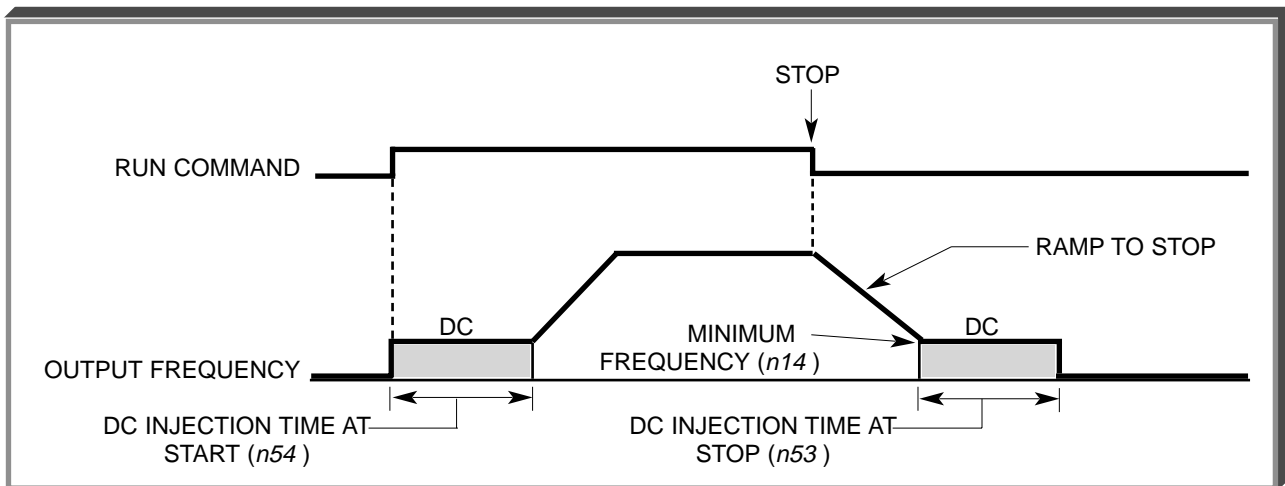 STOP
RUN COMMAND
RAMP TO STOP
DC
MINIMUM
FREQUENCY (n14 )
DC
OUTPUT FREQUENCY
DC INJECTION TIME AT
START (n54 )
DC INJECTION TIME AT
STOP (n53 )